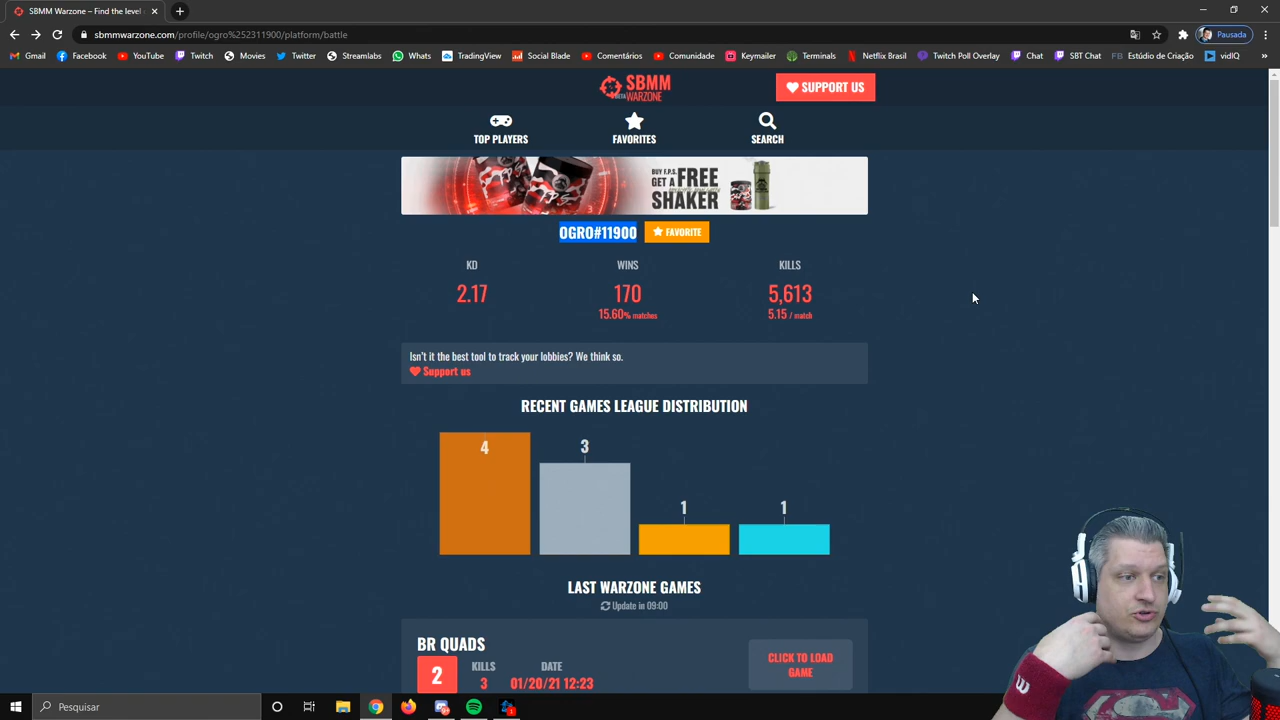 SBMM Warzone – Find the level
sbmmwarzone.com/profile/ogro%252311900/platform/battle
Pausada
Gmail Facebook YouTube Twitch Streamlabs Movies Twitter Streamlabs Whats TradingView Social Blade Comentários Comunidade Keymailer Terminals Netflix Brasil Twitch Poll Overlay Chat SBT Chat Estúdio de Criação vidIQ
SBMM
WARZONE
SUPPORT US
TOP PLAYERS FAVORITES SEARCH
BUY F.P.S.
GET A FREE
SHAKER
OGRO#11900 FAVORITE
KD WINS KILLS
2.17 170 5,613
15.60% matches 5.15 / match
Isn't it the best tool to track your lobbies? We think so.
Support us
RECENT GAMES LEAGUE DISTRIBUTION
4 3 1 1
LAST WARZONE GAMES
Update in 09:00
BR QUADS
2 KILLS DATE
3 01/20/21 12:23
CLICK TO LOAD
GAME
Pesquisar